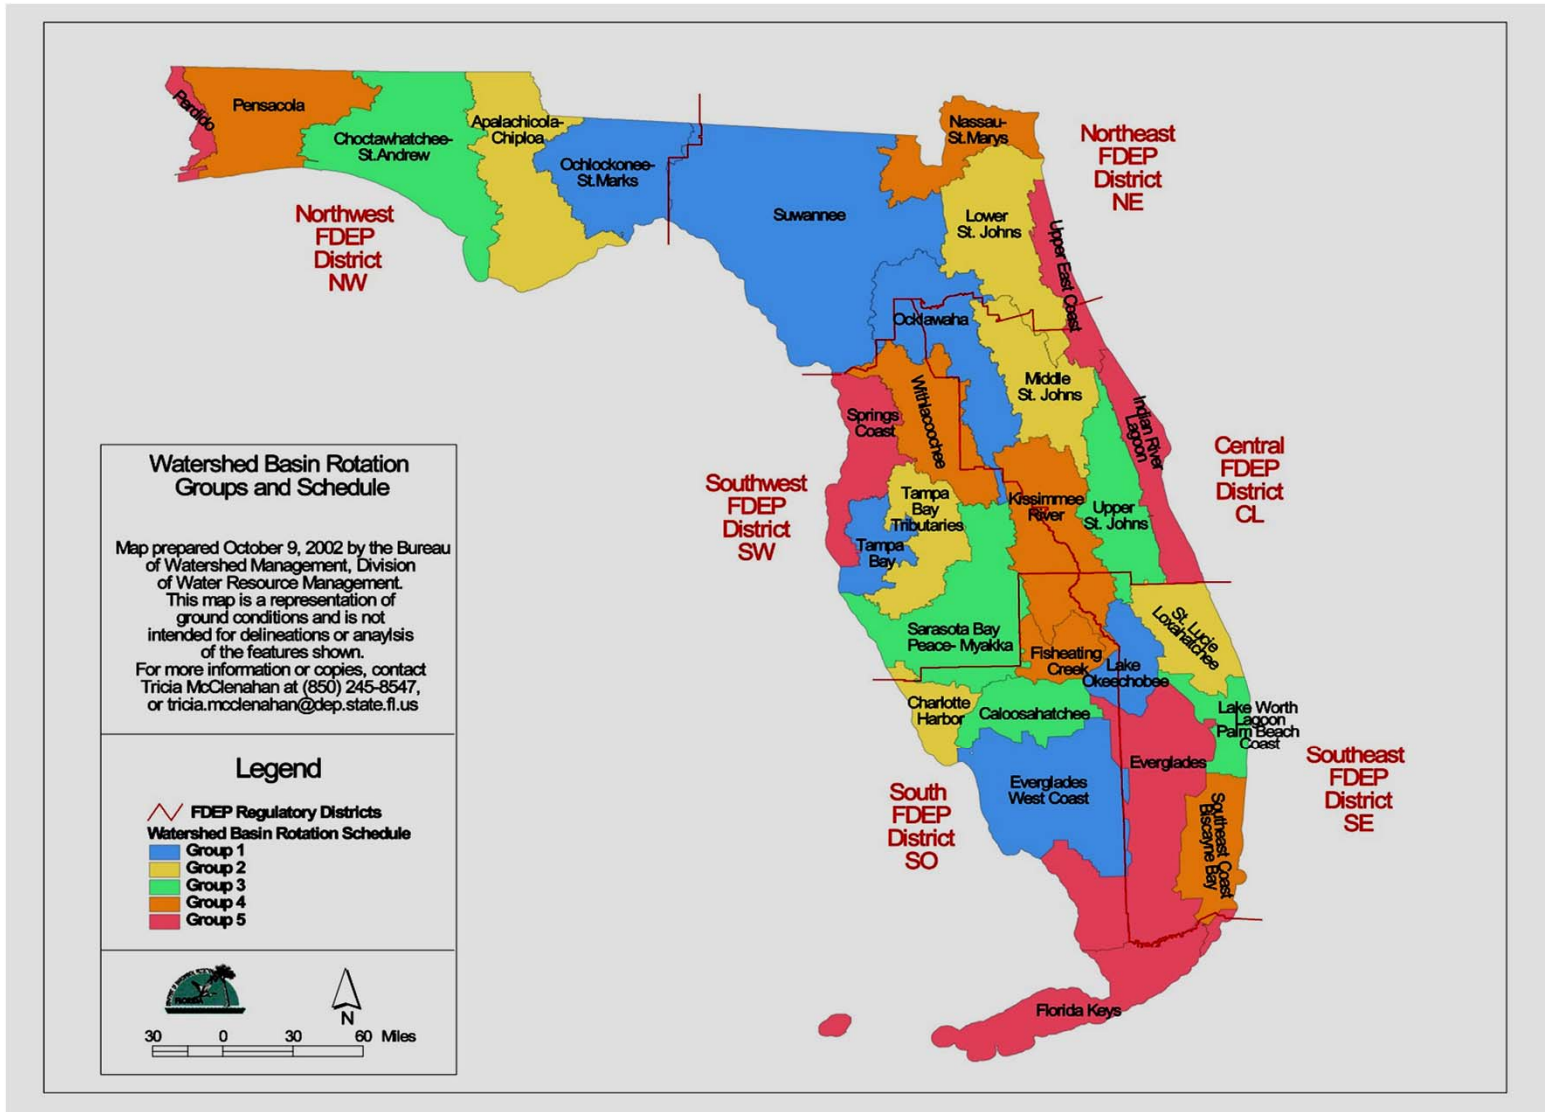 Perdido
Pensacola
Choctawhatchee-
St.Andrew
Apalachicola-
Chiploa
Ochlockonee-
St.Marks
Suwannee
Nassau-
St.Marys
Lower
St. Johns
Upper East Coast
Northeast
FDEP
District
NE
Northwest
FDEP
District
NW
Ocklawaha
Middle
St. Johns
Withlacoochee
Springs
Coast
Indian River
Lagoon
Central
FDEP
District
CL
Southwest
FDEP
District
SW
Tampa
Bay
Tributaries
Tampa
Bay
Kissimmee
River
Upper
St. Johns
Sarasota Bay
Peace- Myakka
Fisheating
Creek
Lake
Okeechobee
St. Lucie
Loxahatchee
Charlotte
Harbor
Caloosahatchee
Lake Worth
Lagoon
Palm Beach
Coast
Everglades
Everglades
West Coast
Southeast Coast
Biscayne Bay
Southeast
FDEP
District
SE
South
FDEP
District
SO
Florida Keys
Watershed Basin Rotation
Groups and Schedule
Map prepared October 9, 2002 by the Bureau
of Watershed Management, Division
of Water Resource Management.
This map is a representation of
ground conditions and is not
intended for delineations or anaylsis
of the features shown.
For more information or copies, contact
Tricia McClenahan at (850) 245-8547,
or tricia.mcclenahan@dep.state.fl.us
Legend
FDEP Regulatory Districts
Watershed Basin Rotation Schedule
Group 1
Group 2
Group 3
Group 4
Group 5
FLORIDA
N
30 0 30 60 Miles